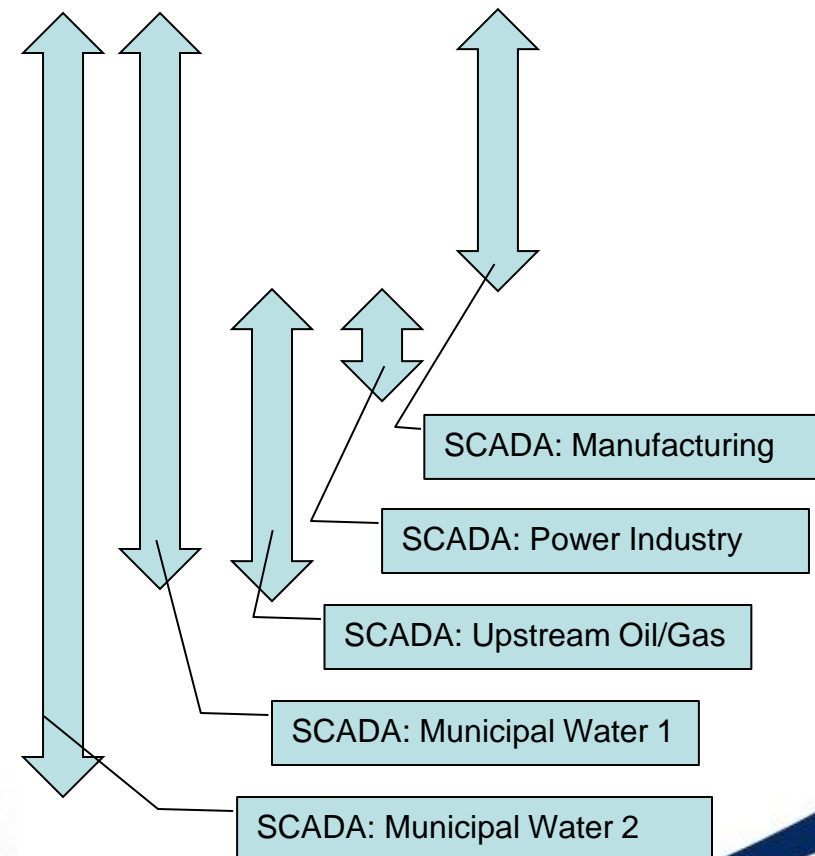 SCADA: Manufacturing
SCADA: Power Industry
SCADA: Upstream Oil/Gas
SCADA: Municipal Water 1
SCADA: Municipal Water 2